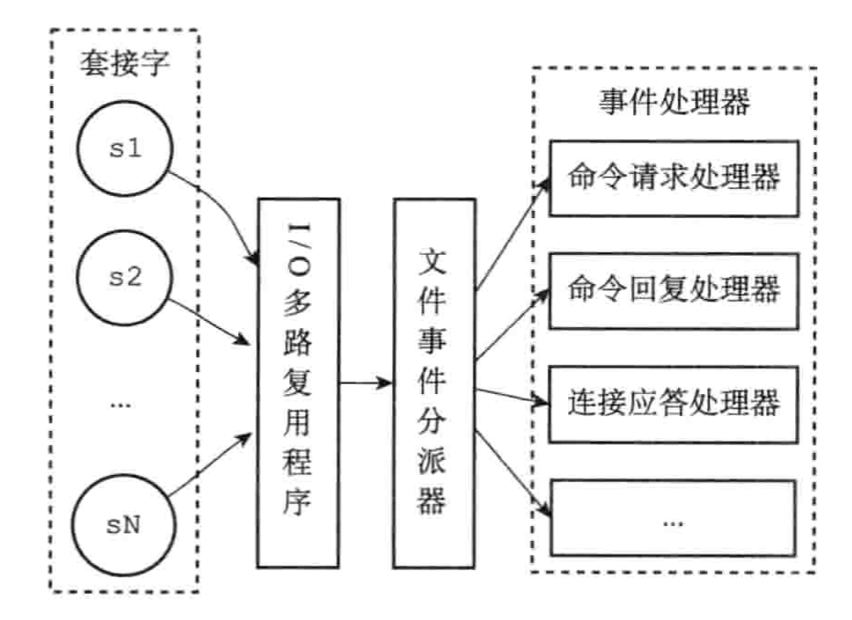 套接字
s1
s2
...
sN
I/O多路复用程序
文件事件分派器
事件处理器
命令请求处理器
命令回复处理器
连接应答处理器
...